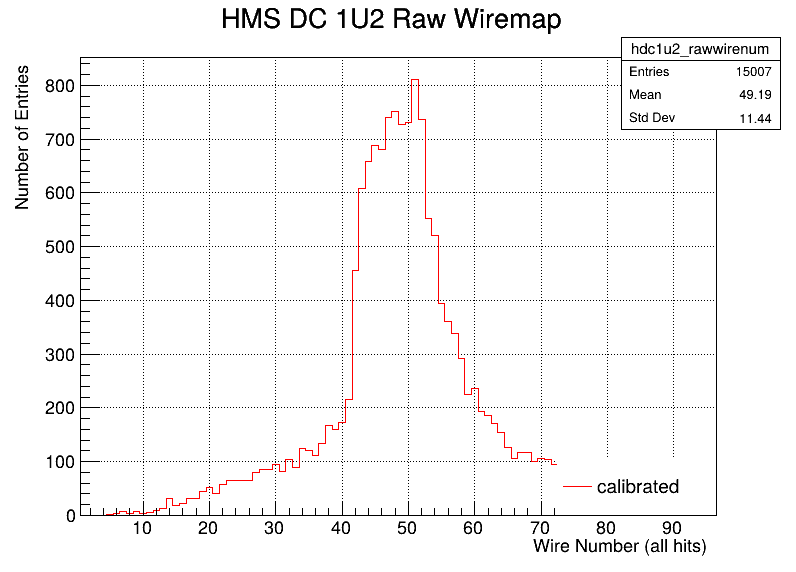 HMS DC 1U2 Raw Wiremap
hdc1u2_rawwirenum
Entries 15007
Mean 49.19
Std Dev 11.44
Number of Entries
800
700
600
500
400
300
200
100
0
10 20 30 40 50 60 70 80 90
calibrated
Wire Number (all hits)